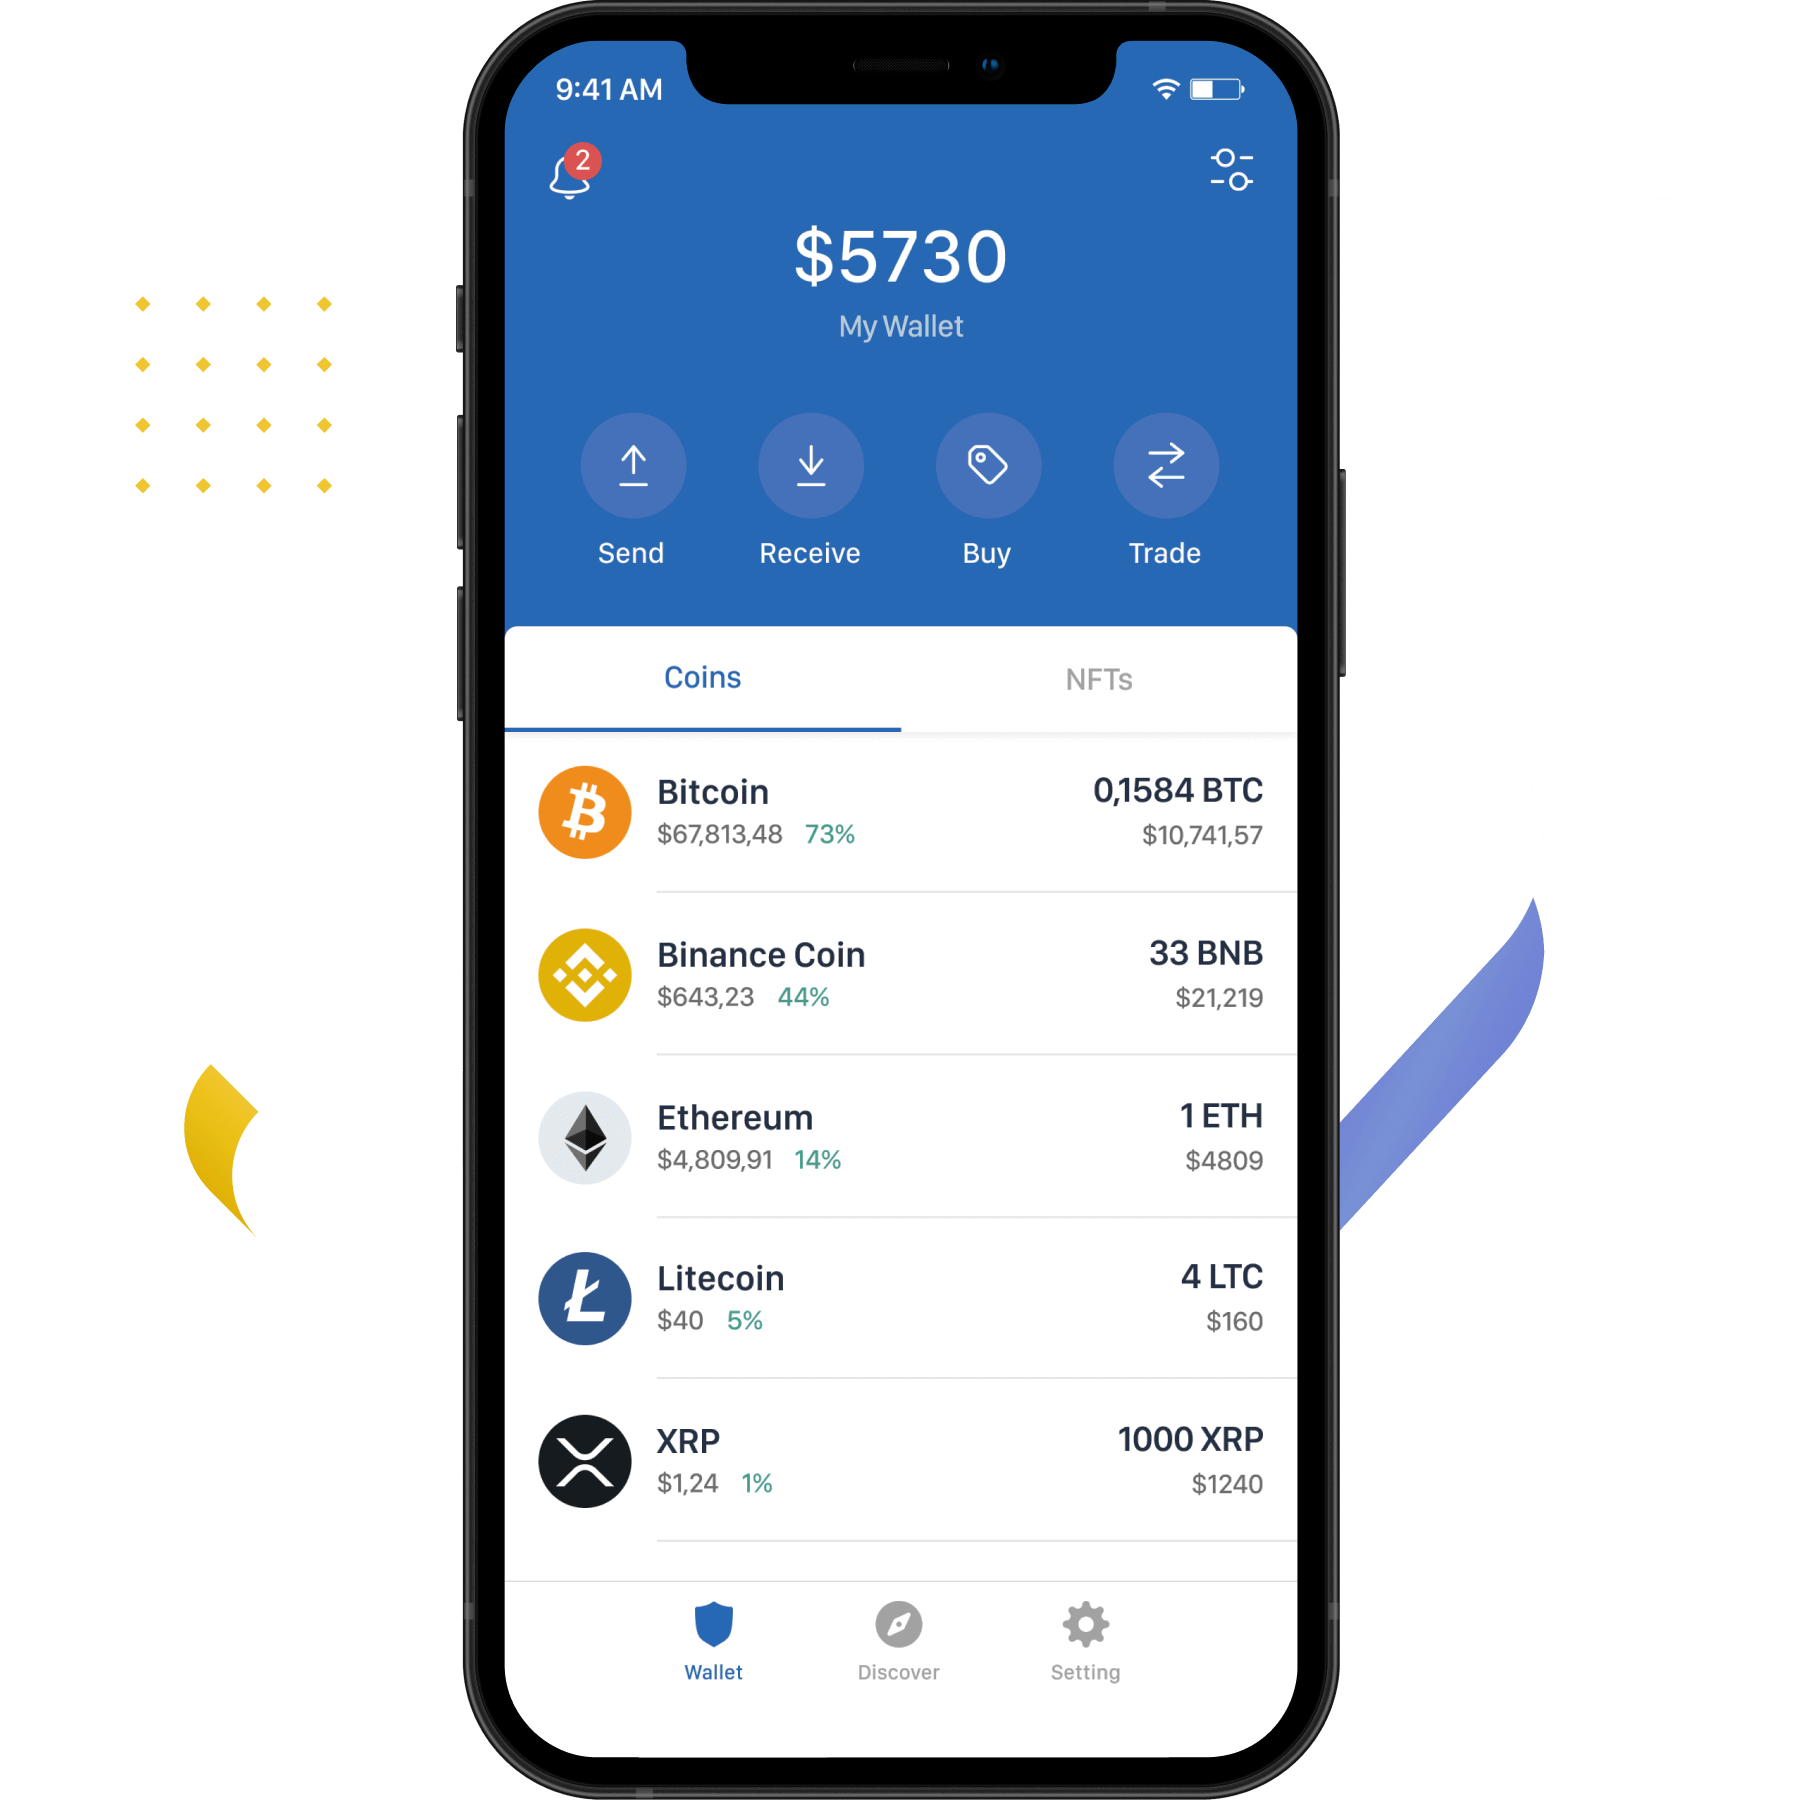 9:41 AM
2
$5730
My Wallet
Send Receive Buy Trade
Coins NFTs
Bitcoin 0,1584 BTC
$67,813,48 73% $10,741,57
Binance Coin 33 BNB
$643,23 44% $21,219
Ethereum 1 ETH
$4,809,91 14% $4809
Litecoin 4 LTC
$40 5% $160
XRP 1000 XRP
$1,24 1% $1240
Wallet Discover Setting